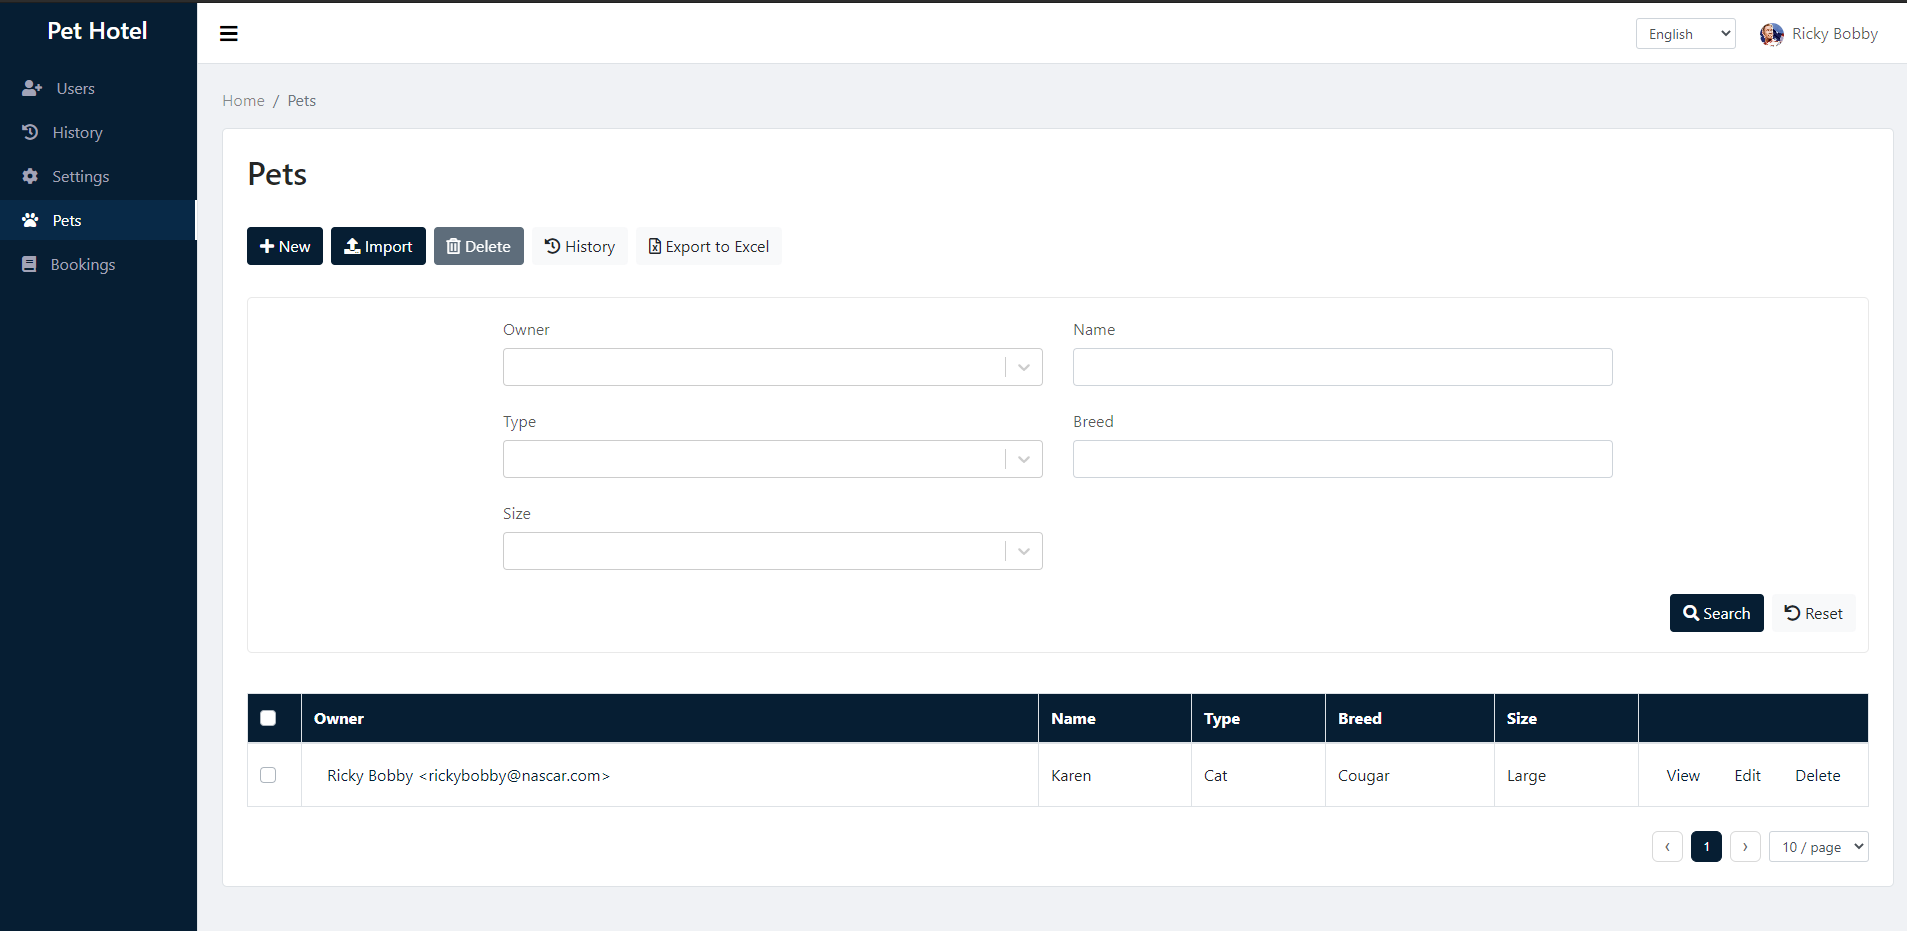 Pet Hotel
English
Ricky Bobby
Users
History
Settings
Pets
Bookings
Home / Pets
Pets
New
Import
Delete
History
Export to Excel
Owner
Name
Type
Breed
Size
Search
Reset
Owner Name Type Breed Size
Ricky Bobby <rickybobby@nascar.com> Karen Cat Cougar Large View Edit Delete
‹ 1 › 10 / page